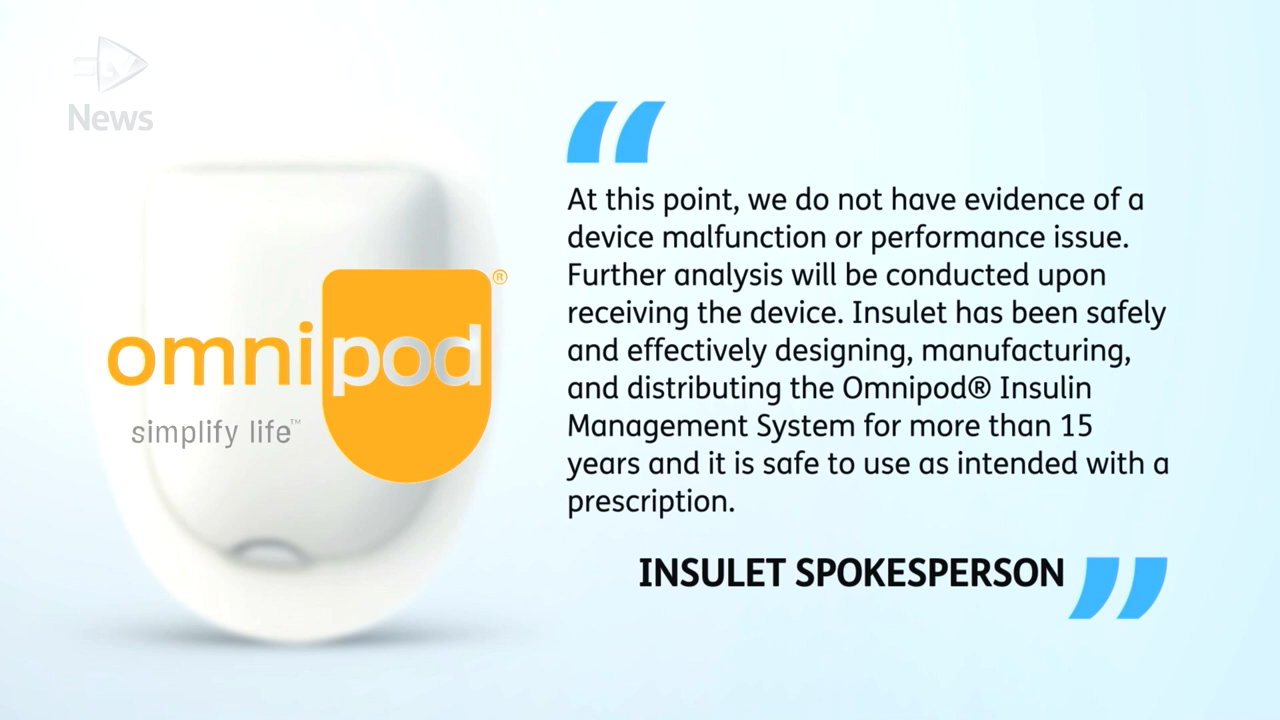 News
omnipod®
simplify life™
At this point, we do not have evidence of a
device malfunction or performance issue.
Further analysis will be conducted upon
receiving the device. Insulet has been safely
and effectively designing, manufacturing,
and distributing the Omnipod® Insulin
Management System for more than 15
years and it is safe to use as intended with a
prescription.
INSULET SPOKESPERSON